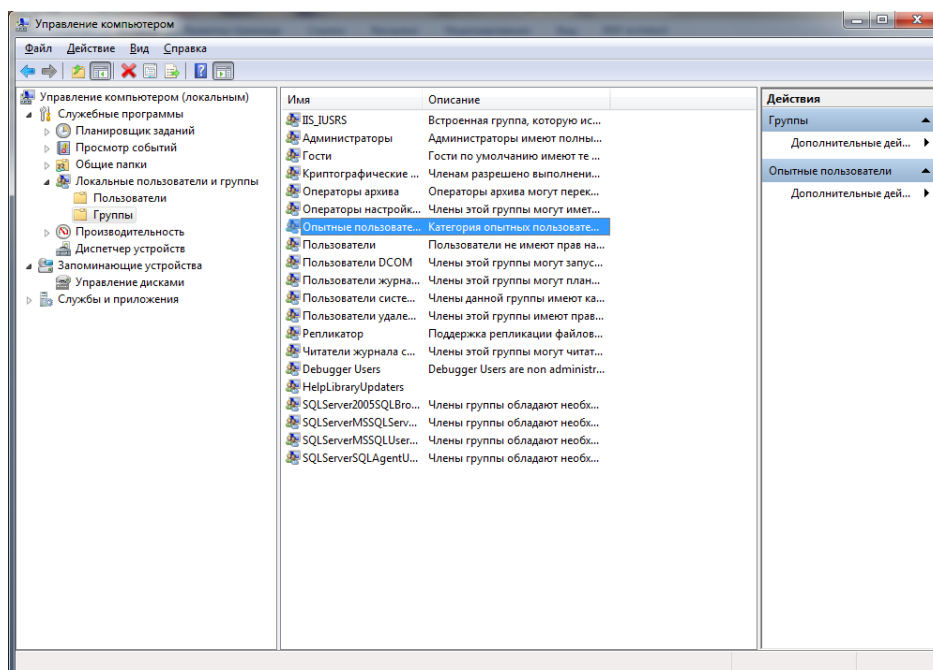 Управление компьютером
Файл Действие Вид Справка
Управление компьютером (локальным)
Служебные программы
Планировщик заданий
Просмотр событий
Общие папки
Локальные пользователи и группы
Пользователи
Группы
Производительность
Диспетчер устройств
Запоминающие устройства
Управление дисками
Службы и приложения
Имя Описание
IIS_IUSRS Встроенная группа, которую ис...
Администраторы Администраторы имеют полны...
Гости Гости по умолчанию имеют те ...
Криптографические ... Членам разрешено выполнени...
Операторы архива Операторы архива могут перек...
Операторы настройк... Члены этой группы могут имет...
Опытные пользовате... Категория опытных пользовате...
Пользователи Пользователи не имеют прав на...
Пользователи DCOM Члены этой группы могут запус...
Пользователи журна... Члены этой группы могут план...
Пользователи систе... Члены данной группы имеют ка...
Пользователи удале... Члены этой группы имеют прав...
Репликатор Поддержка репликации файлов...
Читатели журнала с... Члены этой группы могут читат...
Debugger Users Debugger Users are non administr...
HelpLibraryUpdaters
SQLServer2005SQLBro... Члены группы обладают необх...
SQLServerMSSQLServ... Члены группы обладают необх...
SQLServerMSSQLUser... Члены группы обладают необх...
SQLServerSQLAgentU... Члены группы обладают необх...
Действия
Группы
Дополнительные дей...
Опытные пользователи
Дополнительные дей...